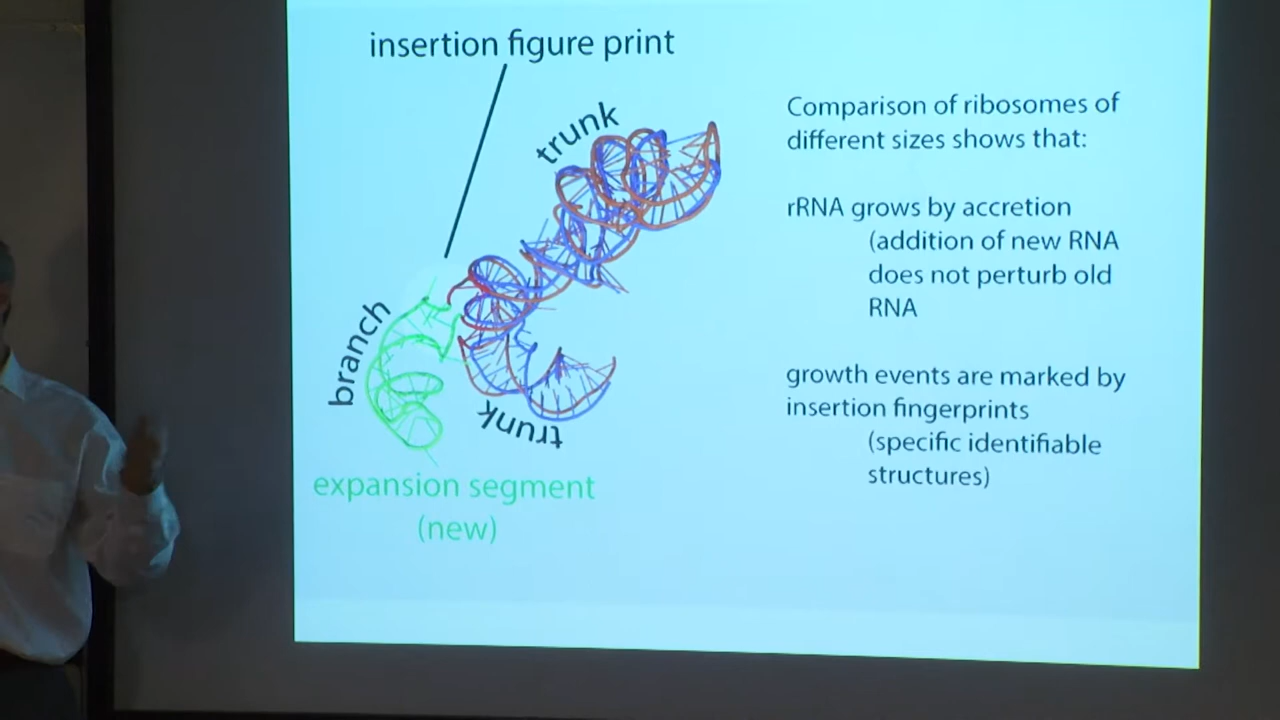 insertion figure print
trunk
branch
trunk
expansion segment
(new)
Comparison of ribosomes of
different sizes shows that:
rRNA grows by accretion
(addition of new RNA
does not perturb old
RNA
growth events are marked by
insertion fingerprints
(specific identifiable
structures)